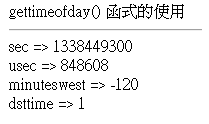 gettimeofday() 函式的使用
sec => 1338449300
usec => 848608
minuteswest => -120
dsttime => 1